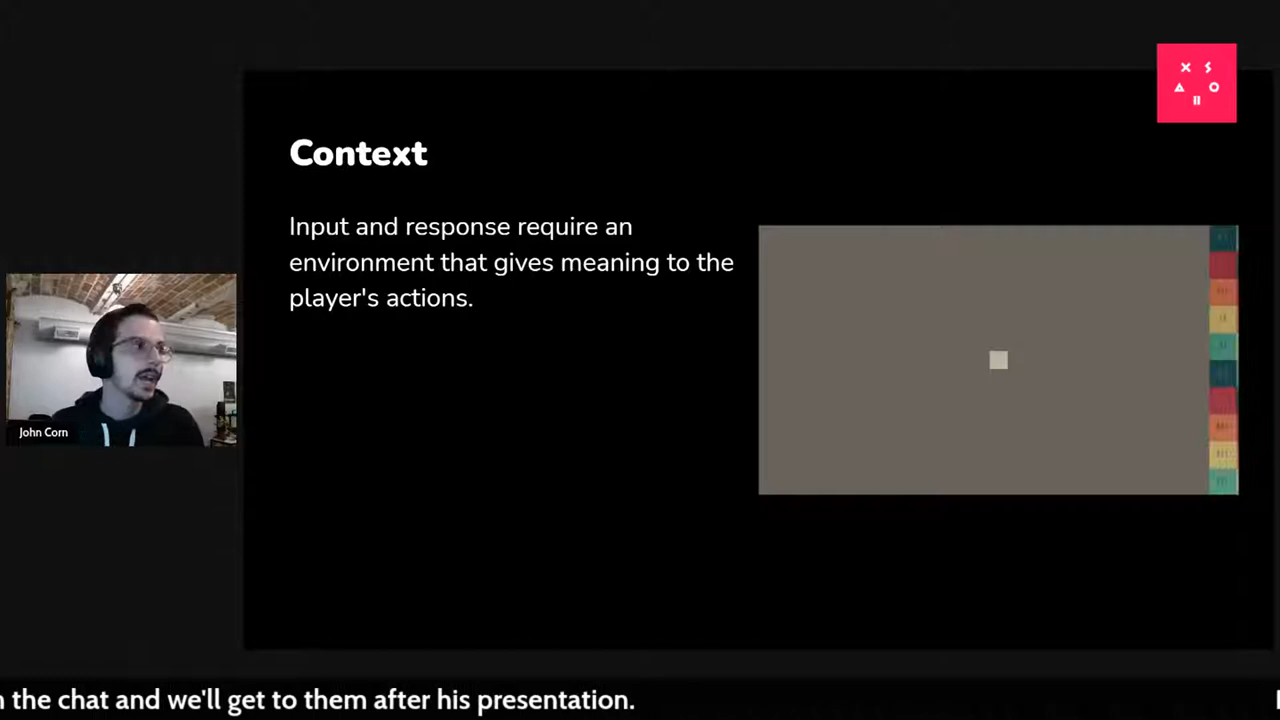 Context
Input and response require an
environment that gives meaning to the
player's actions.
John Corn
the chat and we'll get to them after his presentation.